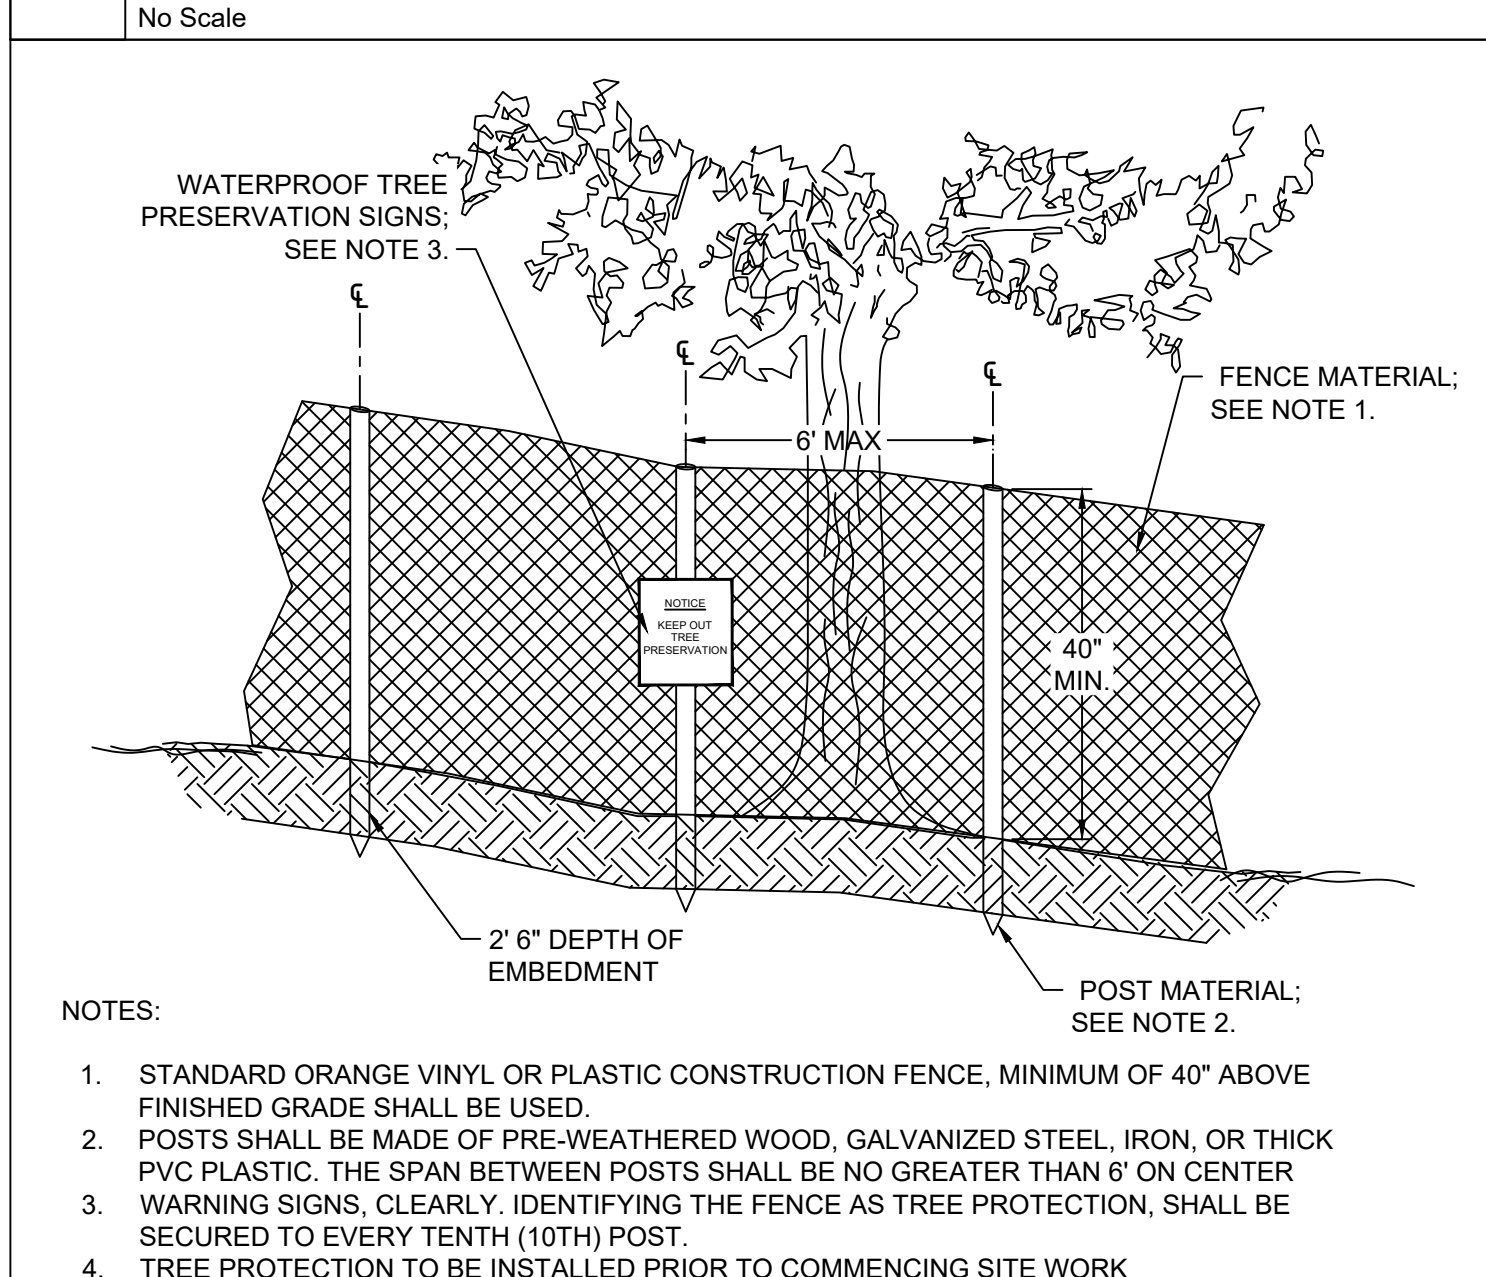 No Scale
WATERPROOF TREE
PRESERVATION SIGNS;
SEE NOTE 3.
℄
℄
℄
FENCE MATERIAL;
SEE NOTE 1.
6' MAX
NOTICE
KEEP OUT
TREE
PRESERVATION
40"
MIN.
2' 6" DEPTH OF
EMBEDMENT
POST MATERIAL;
SEE NOTE 2.
NOTES:
1. STANDARD ORANGE VINYL OR PLASTIC CONSTRUCTION FENCE, MINIMUM OF 40" ABOVE
FINISHED GRADE SHALL BE USED.
2. POSTS SHALL BE MADE OF PRE-WEATHERED WOOD, GALVANIZED STEEL, IRON, OR THICK
PVC PLASTIC. THE SPAN BETWEEN POSTS SHALL BE NO GREATER THAN 6' ON CENTER
3. WARNING SIGNS, CLEARLY. IDENTIFYING THE FENCE AS TREE PROTECTION, SHALL BE
SECURED TO EVERY TENTH (10TH) POST.
4. TREE PROTECTION TO BE INSTALLED PRIOR TO COMMENCING SITE WORK